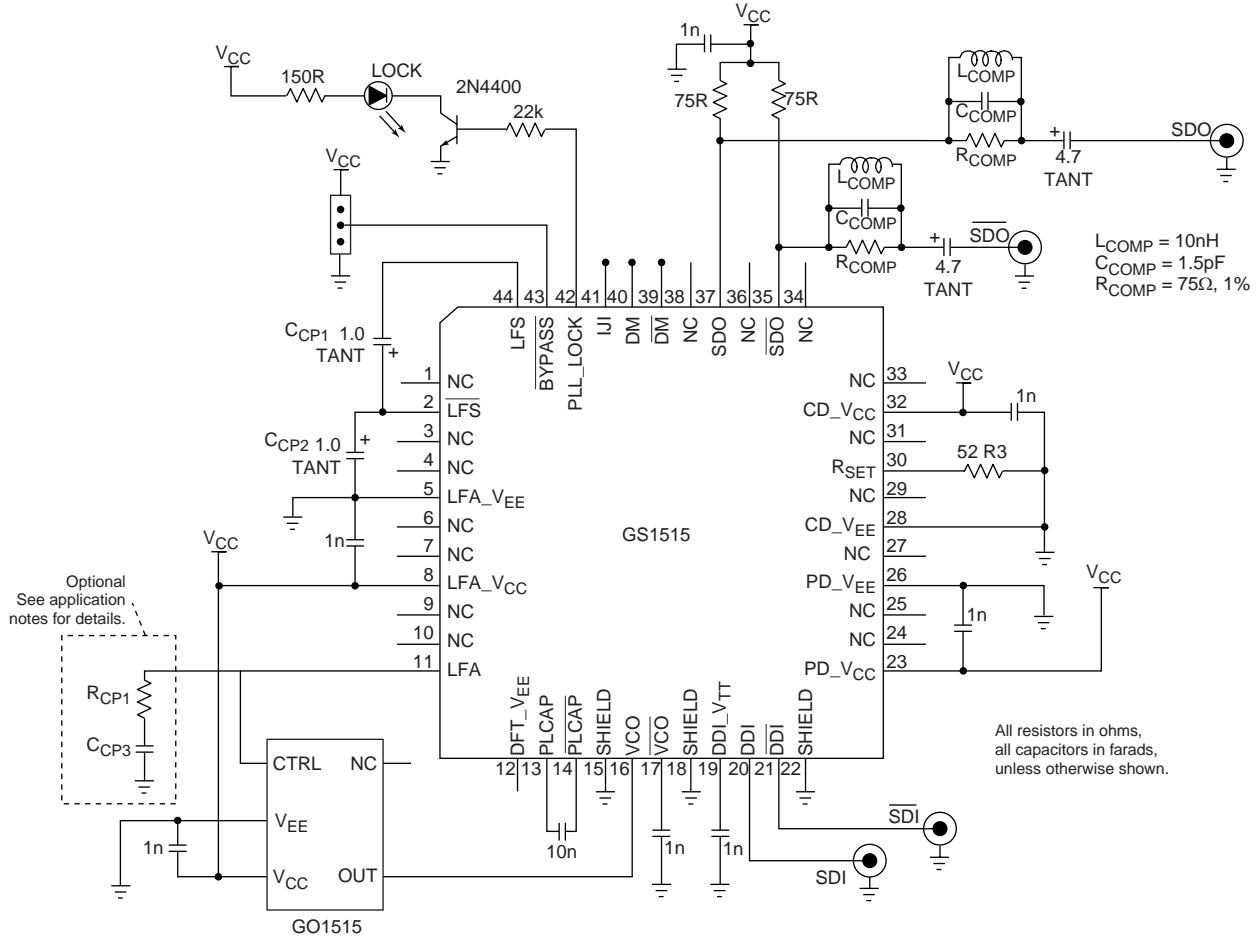 VCC
1n
VCC
150R
LOCK
2N4400
22k
75R
75R
LCOMP
CCOMP
RCOMP
+
4.7
TANT
SDO
VCC
LCOMP
CCOMP
RCOMP
+
4.7
TANT
SDO
LCOMP = 10nH
CCOMP = 1.5pF
RCOMP = 75Ω, 1%
44 43 42 41 40 39 38 37 36 35 34
LFS
BYPASS
PLL_LOCK
IJI
DM
DM
NC
SDO
NC
SDO
NC
CCP1 1.0
TANT
+
CCP2 1.0
TANT
+
1n
VCC
1 NC
2 LFS
3 NC
4 NC
5 LFA_VEE
6 NC
7 NC
8 LFA_VCC
9 NC
10 NC
11 LFA
GS1515
NC 33
CD_VCC 32
NC 31
RSET 30
NC 29
CD_VEE 28
NC 27
PD_VEE 26
NC 25
NC 24
PD_VCC 23
VCC
1n
52 R3
1n
VCC
Optional
See application
notes for details.
RCP1
CCP3
DFT_VEE
PLCAP
PLCAP
SHIELD
VCO
VCO
SHIELD
DDI_VTT
DDI
DDI
SHIELD
12 13 14 15 16 17 18 19 20 21 22
All resistors in ohms,
all capacitors in farads,
unless otherwise shown.
CTRL
NC
VEE
VCC
OUT
GO1515
1n
10n
1n
1n
SDI
SDI